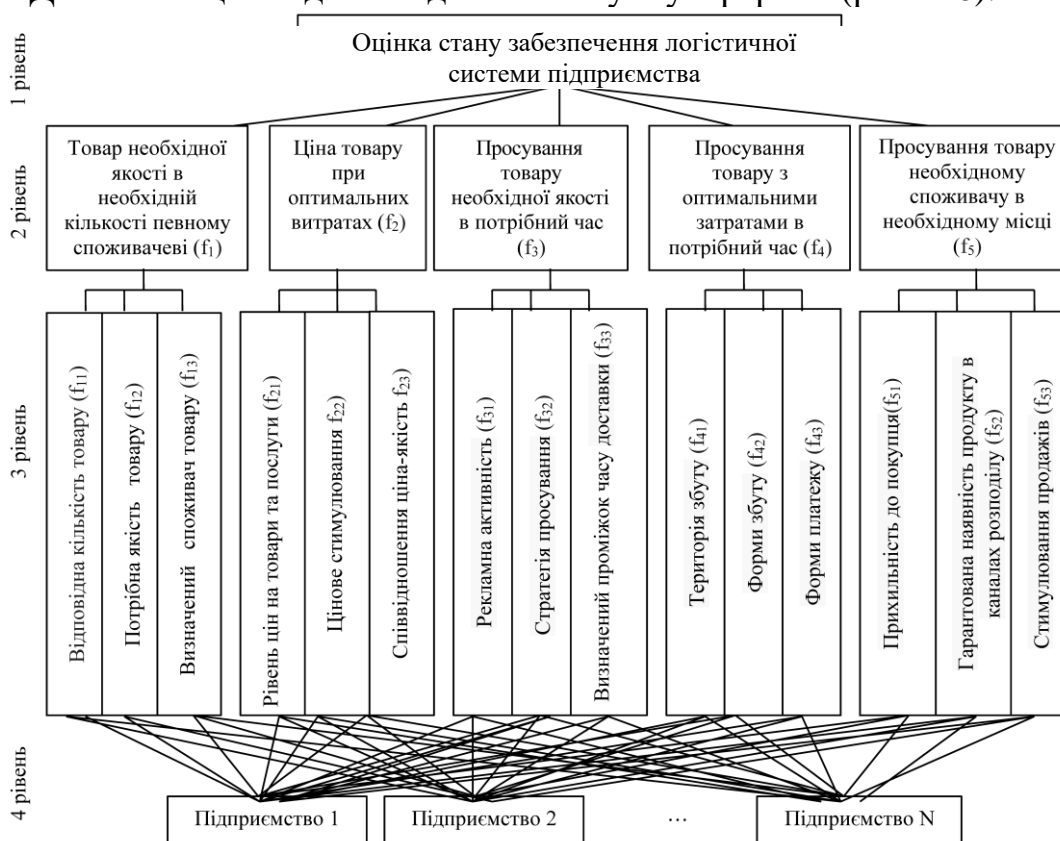 1 рівень
Оцінка стану забезпечення логістичної
системи підприємства
2 рівень
Товар необхідної
якості в
необхідній
кількості певному
споживачеві (f₁)
Ціна товару
при
оптимальних
витратах (f₂)
Просування
товару
необхідної якості
в потрібний час
(f₃)
Просування
товару з
оптимальними
затратами в
потрібний час (f₄)
Просування товару
необхідному
споживачу в
необхідному місці
(f₅)
3 рівень
Відповідна кількість товару (f₁₁)
Потрібна якість товару (f₁₂)
Визначений споживач товару (f₁₃)
Рівень цін на товари та послуги (f₂₁)
Цінове стимулювання f₂₂)
Співвідношення ціна-якість f₂₃)
Рекламна активність (f₃₁)
Стратегія просування (f₃₂)
Визначений проміжок часу доставки (f₃₃)
Територія збуту (f₄₁)
Форми збуту (f₄₂)
Форми платежу (f₄₃)
Прихильність до покупця(f₅₁)
Гарантована наявність продукту в
каналах розподілу (f₅₂)
Стимулювання продажів (f₅₃)
4 рівень
Підприємство 1
Підприємство 2
...
Підприємство N